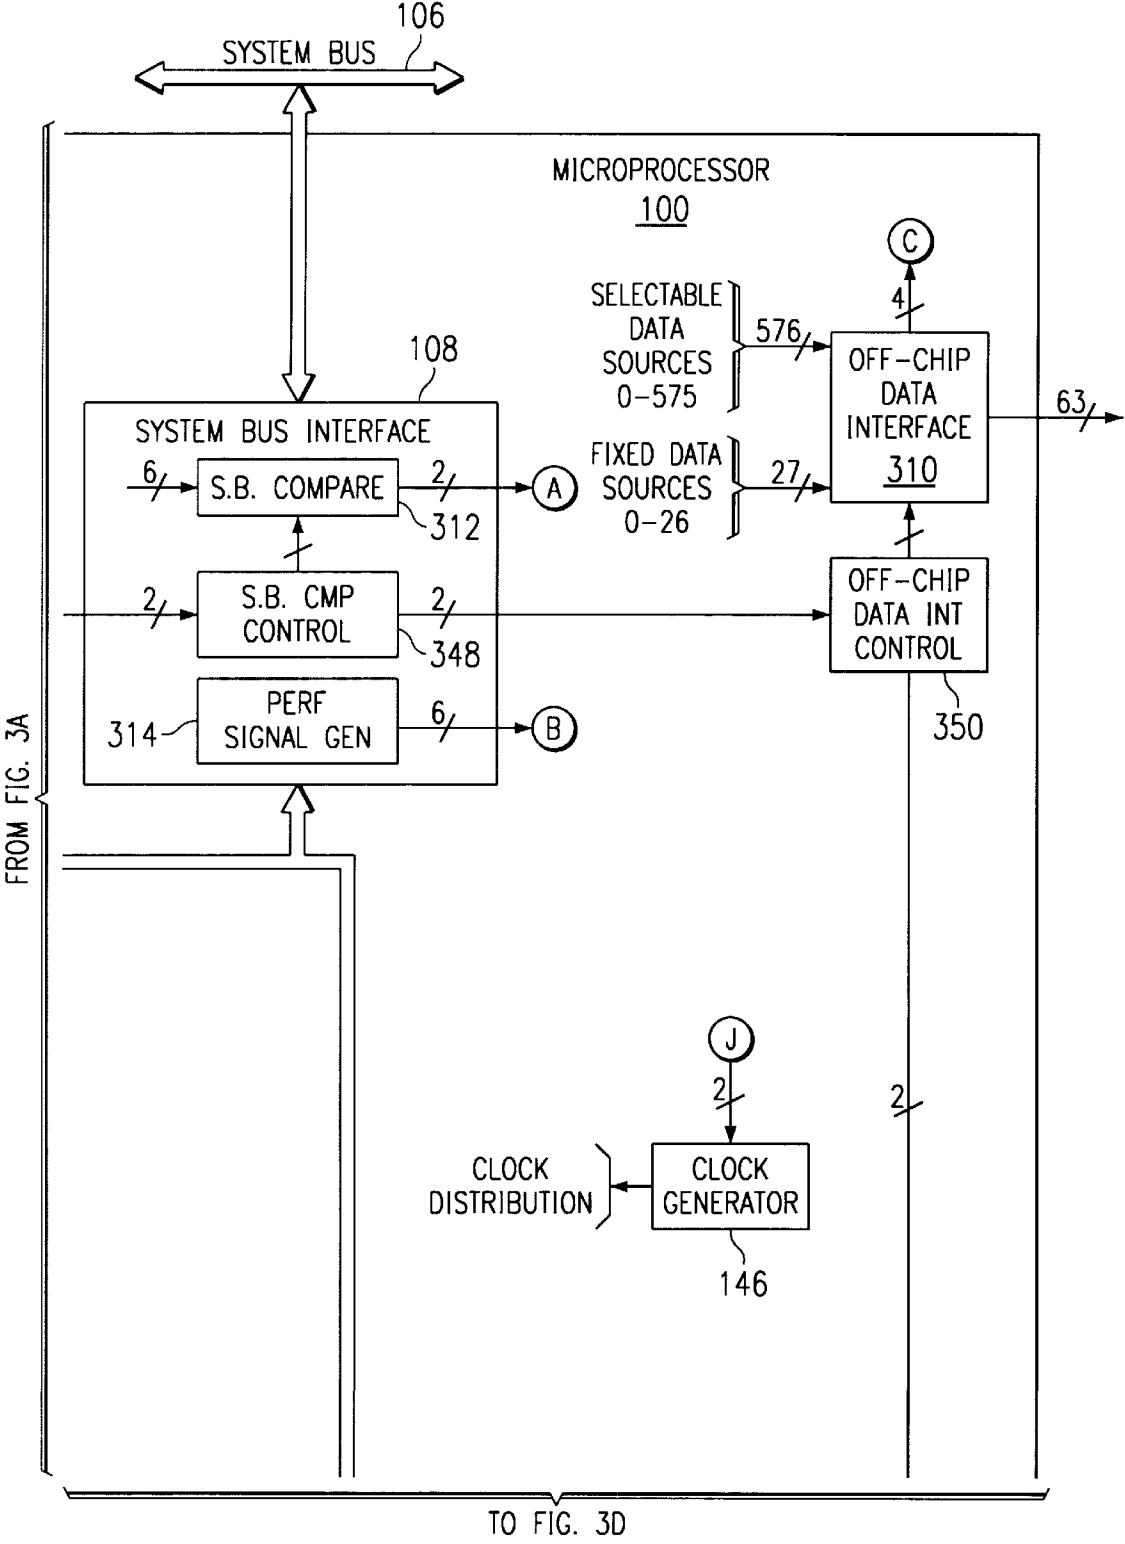 106
SYSTEM BUS
MICROPROCESSOR
100
C
4
SELECTABLE
DATA
SOURCES
0-575
576
OFF-CHIP
DATA
INTERFACE
310
63
108
SYSTEM BUS INTERFACE
6
S.B. COMPARE
2
A
312
FIXED DATA
SOURCES
0-26
27
2
S.B. CMP
CONTROL
2
348
OFF-CHIP
DATA INT
CONTROL
350
314
PERF
SIGNAL GEN
6
B
FROM FIG. 3A
J
2
2
CLOCK
DISTRIBUTION
CLOCK
GENERATOR
146
TO FIG. 3D